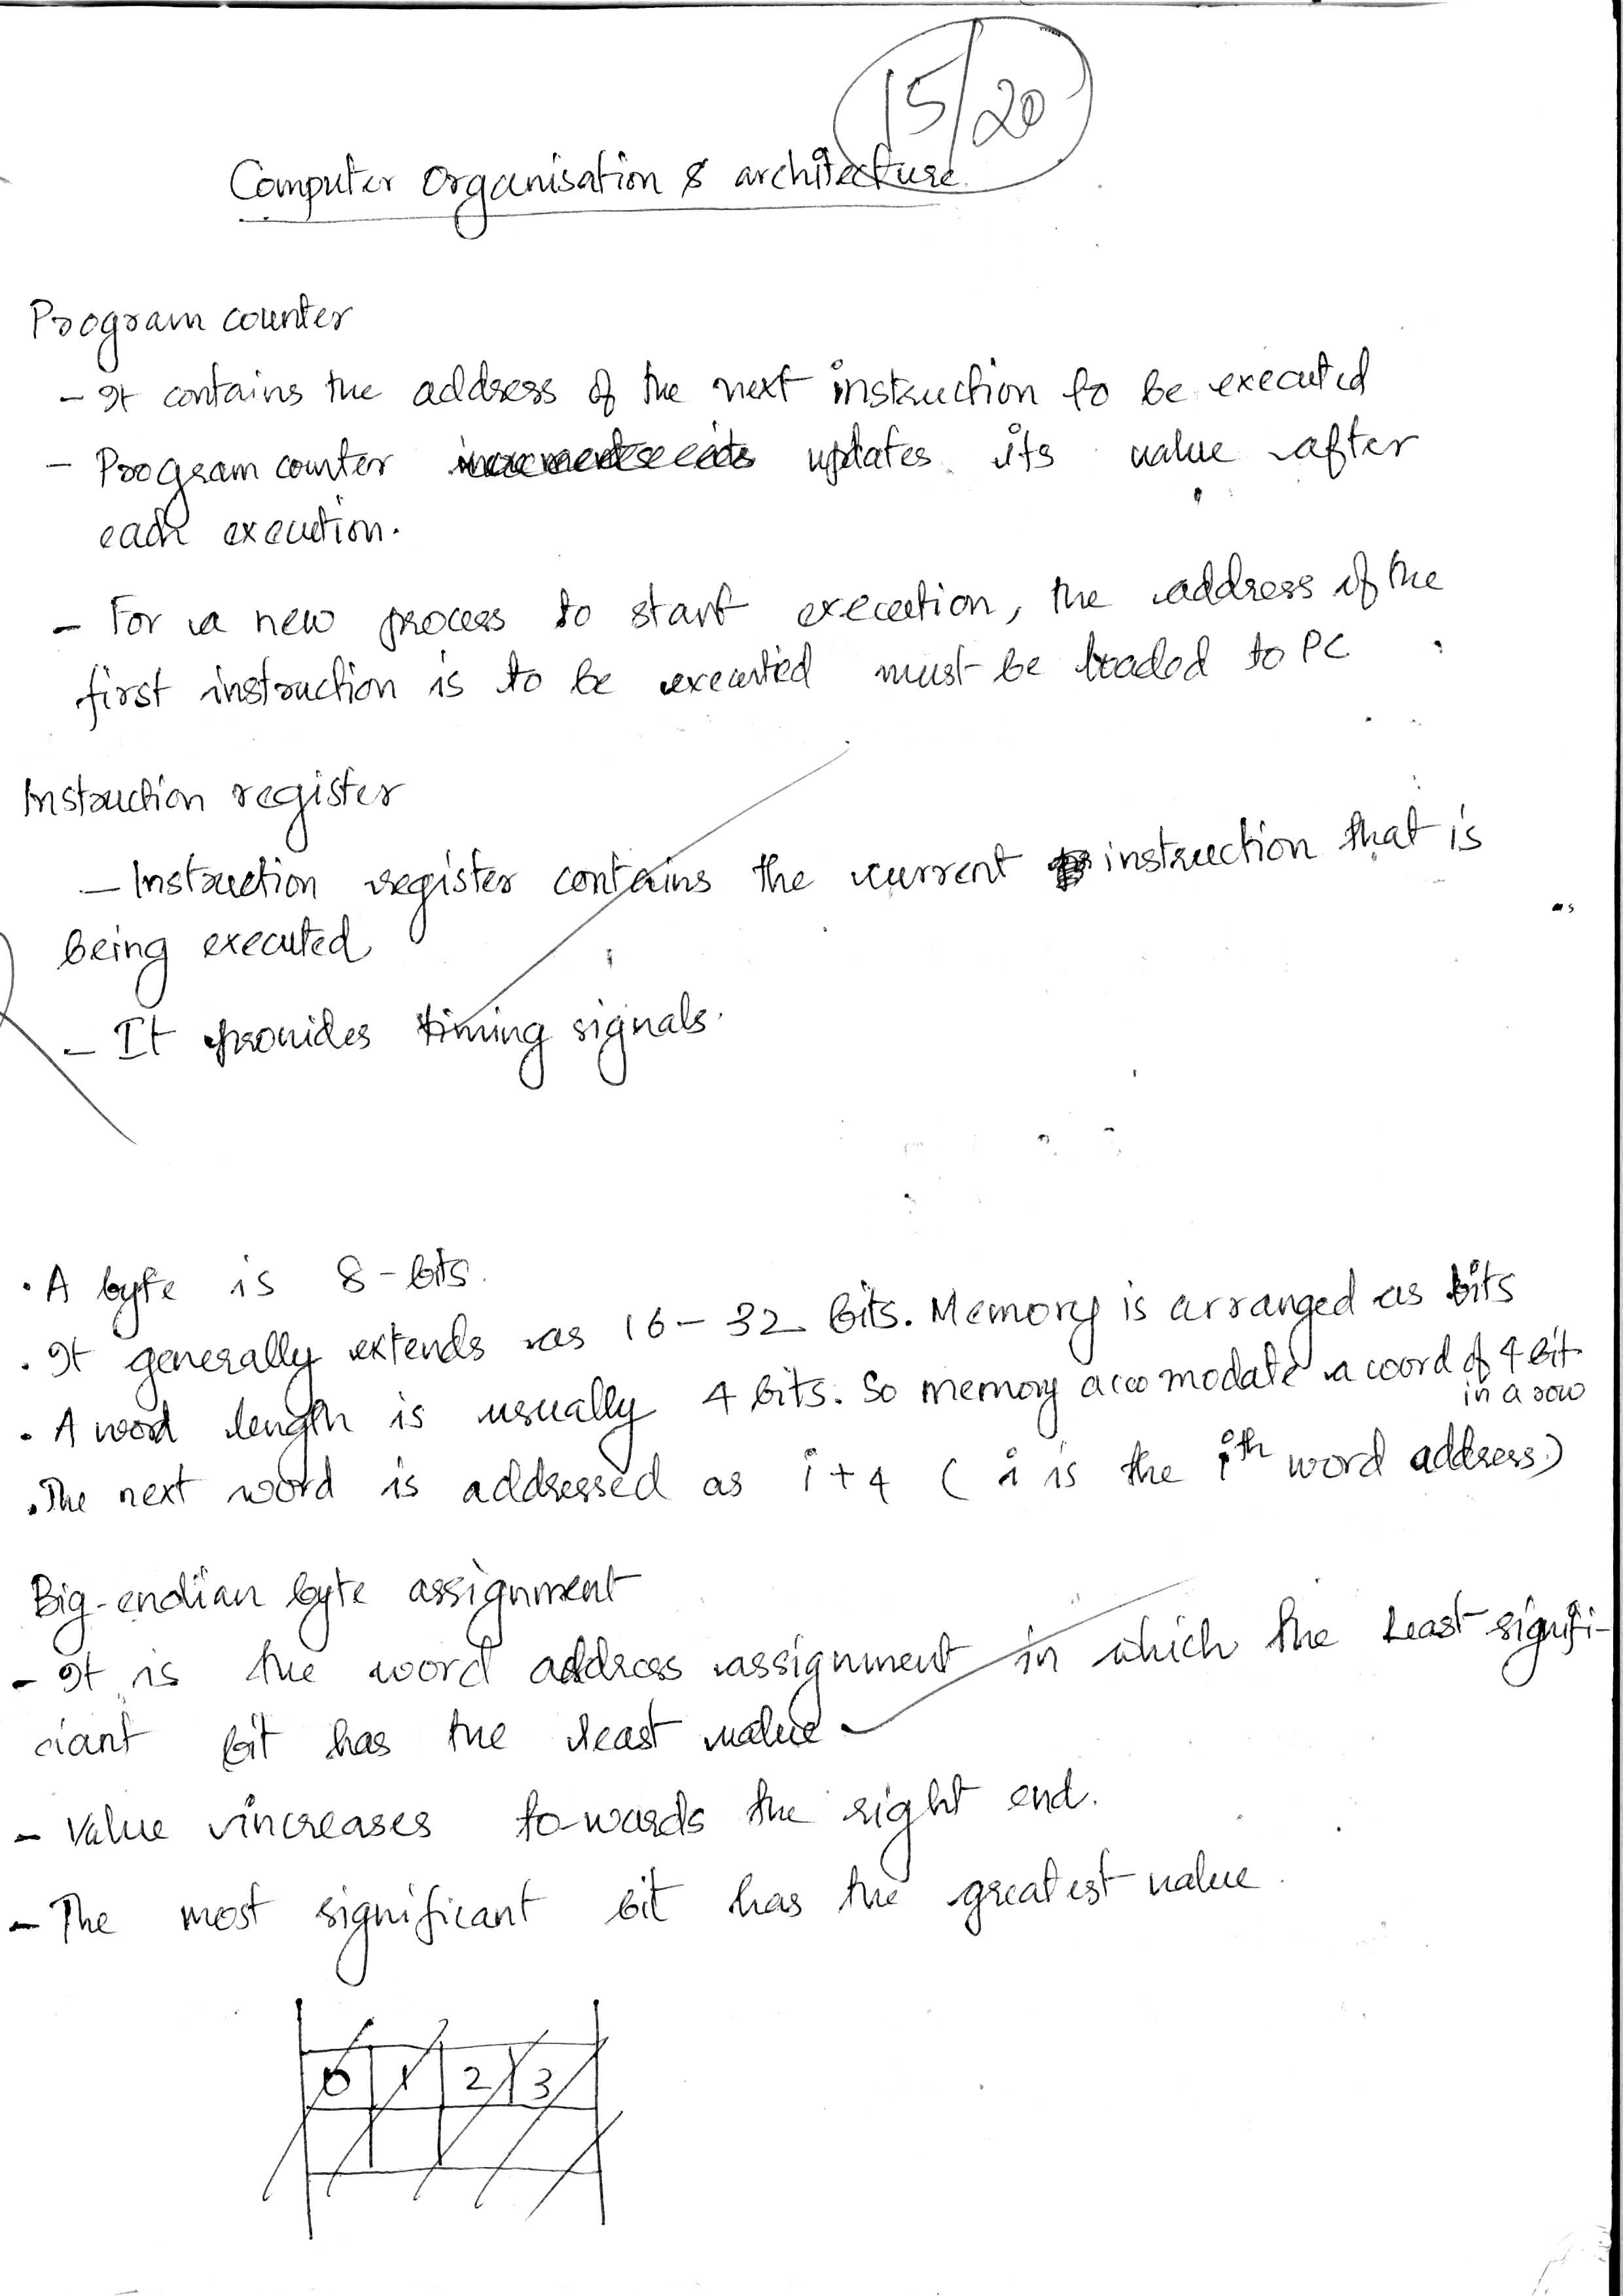 15/20
Computer Organisation & architecture.
Program counter
- It contains the address of the next instruction to be executed
- Program counter updates its value after
each execution.
- For a new process to start execution, the address of the
first instruction is to be executed must be loaded to PC
Instruction register
- Instruction register contains the current instruction that is
being executed
- It provides timing signals.
· A byte is 8-bits.
· It generally extends as 16-32 bits. Memory is arranged as bits
· A word length is usually 4 bits. So memory accomodate a word of 4 bit
in a row
· The next word is addressed as i+4 ( i is the ith word address.)
Big-endian byte assignment
- It is the word address assignment in which the least signifi-
ciant bit has the least value
- Value increases to-wards the right end.
- The most significant bit has the greatest value.
0 1 2 3